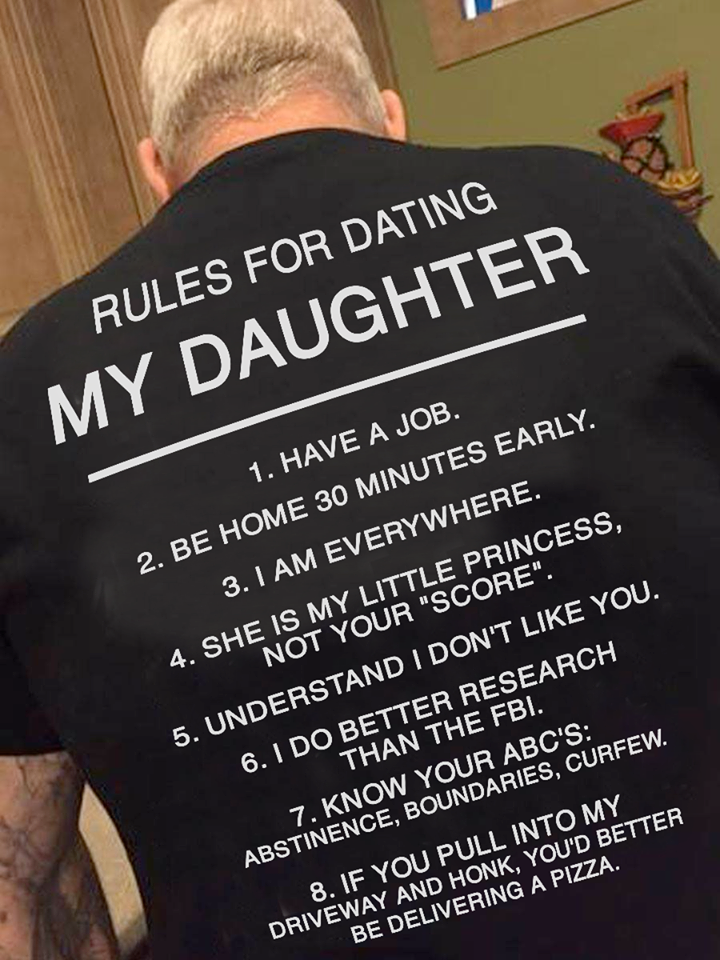 RULES FOR DATING
MY DAUGHTER
1. HAVE A JOB.
2. BE HOME 30 MINUTES EARLY.
3. I AM EVERYWHERE.
4. SHE IS MY LITTLE PRINCESS,
NOT YOUR "SCORE".
5. UNDERSTAND I DON'T LIKE YOU.
6. I DO BETTER RESEARCH
THAN THE FBI.
7. KNOW YOUR ABC'S:
ABSTINENCE, BOUNDARIES, CURFEW.
8. IF YOU PULL INTO MY
DRIVEWAY AND HONK, YOU'D BETTER
BE DELIVERING A PIZZA.